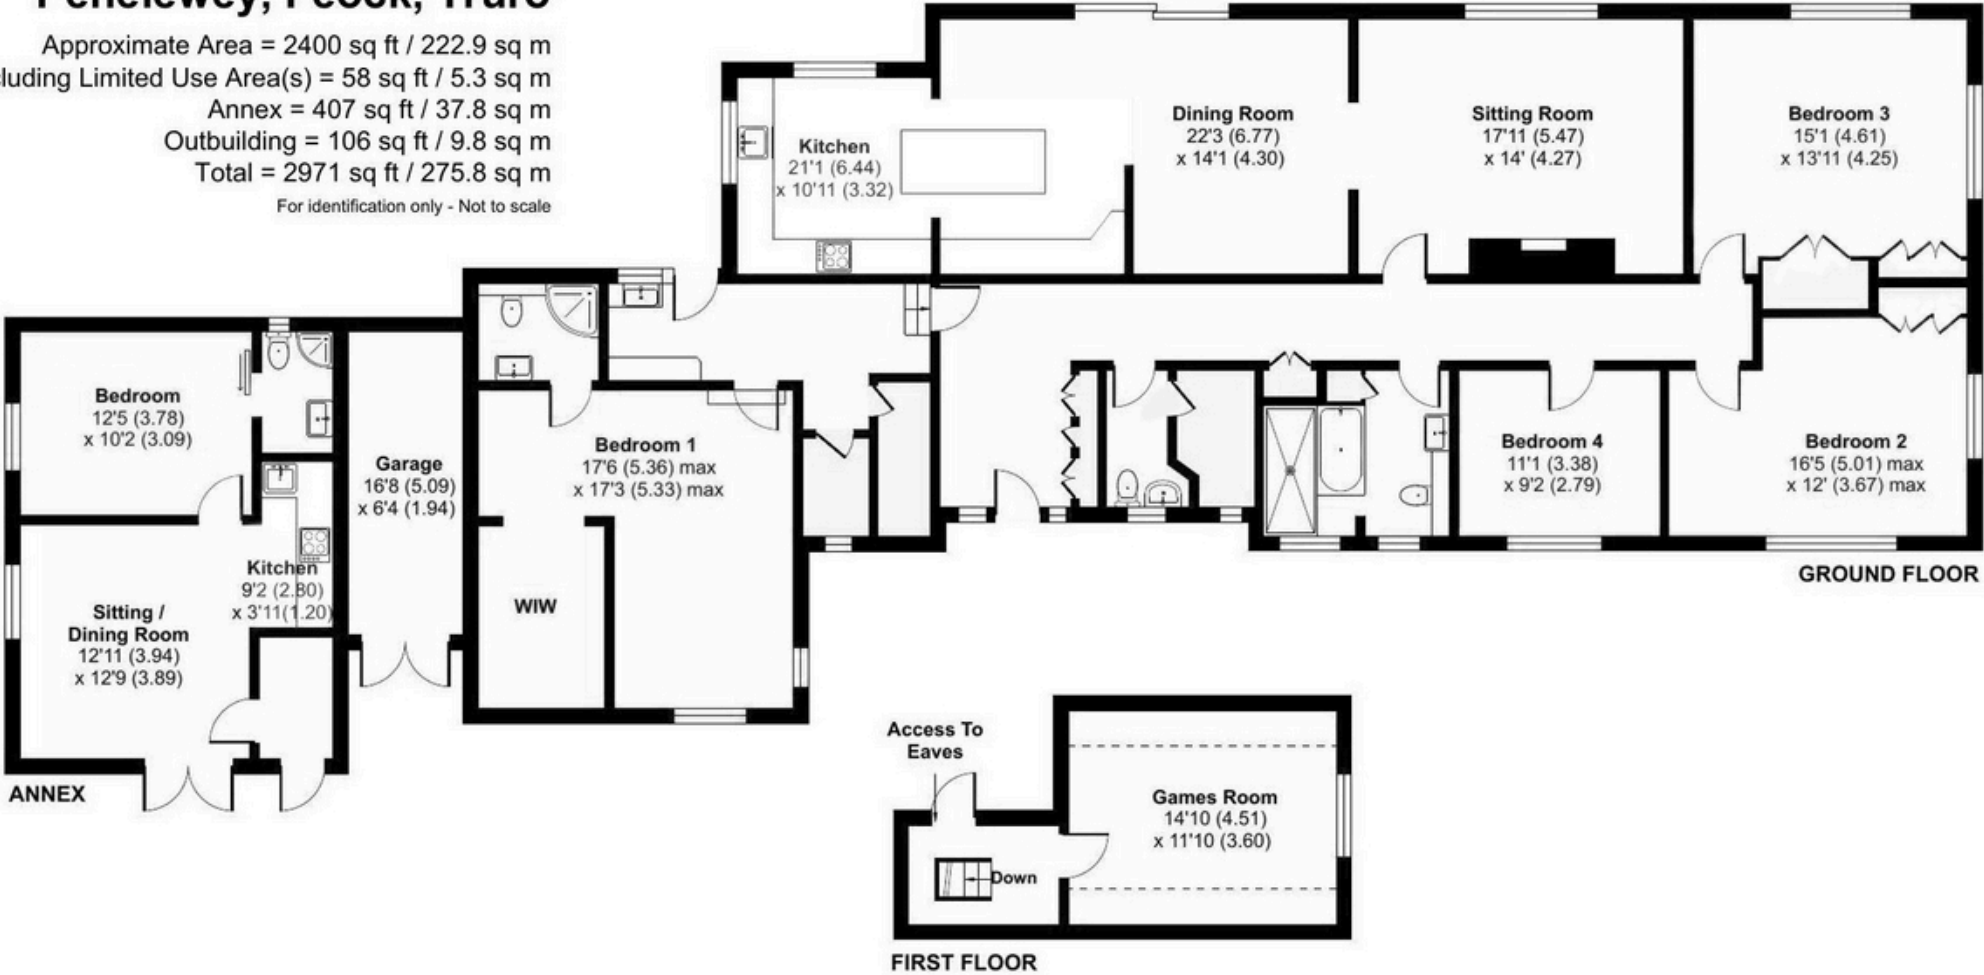 Approximate Area = 2400 sq ft / 222.9 sq m
Limited Use Area(s) = 58 sq ft / 5.3 sq m
Annex = 407 sq ft / 37.8 sq m
Outbuilding = 106 sq ft / 9.8 sq m
Total = 2971 sq ft / 275.8 sq m
For identification only - Not to scale
Kitchen
21'1 (6.44)
x 10'11 (3.32)
Dining Room
22'3 (6.77)
x 14'1 (4.30)
Sitting Room
17'11 (5.47)
x 14' (4.27)
Bedroom 3
15'1 (4.61)
x 13'11 (4.25)
Bedroom
12'5 (3.78)
x 10'2 (3.09)
Garage
16'8 (5.09)
x 6'4 (1.94)
Bedroom 1
17'6 (5.36) max
x 17'3 (5.33) max
Bedroom 4
11'1 (3.38)
x 9'2 (2.79)
Bedroom 2
16'5 (5.01) max
x 12' (3.67) max
Kitchen
9'2 (2.80)
x 3'11(1.20)
Sitting /
Dining Room
12'11 (3.94)
x 12'9 (3.89)
WIW
GROUND FLOOR
ANNEX
Access To
Eaves
Games Room
14'10 (4.51)
x 11'10 (3.60)
Down
FIRST FLOOR